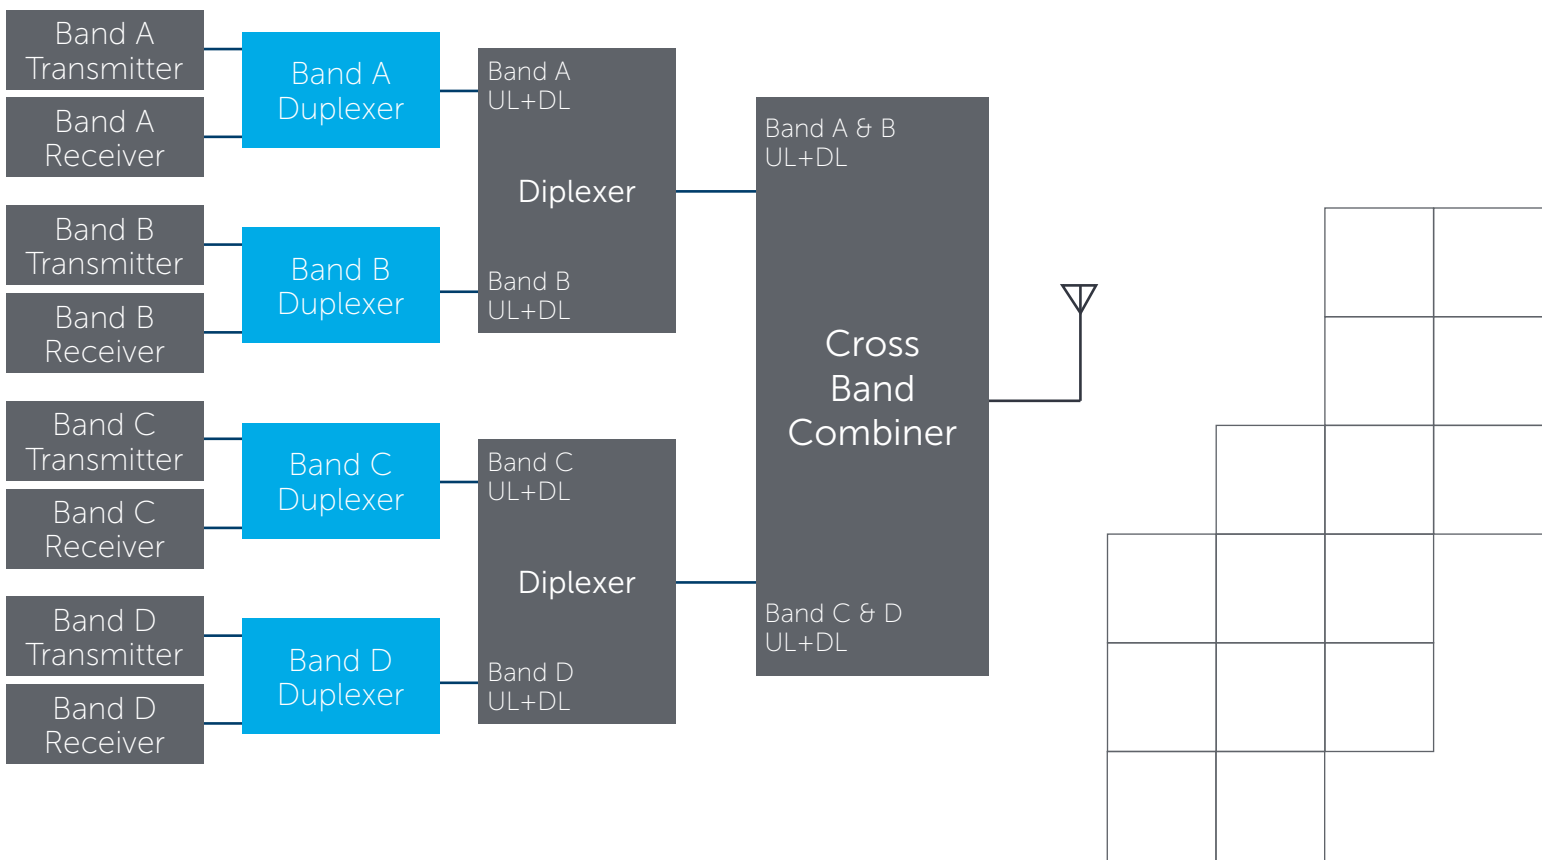 Band A
Transmitter
Band A
Receiver
Band B
Transmitter
Band B
Receiver
Band C
Transmitter
Band C
Receiver
Band D
Transmitter
Band D
Receiver
Band A
Duplexer
Band B
Duplexer
Band C
Duplexer
Band D
Duplexer
Band A
UL+DL
Diplexer
Band B
UL+DL
Band C
UL+DL
Diplexer
Band D
UL+DL
Band A & B
UL+DL
Cross
Band
Combiner
Band C & D
UL+DL